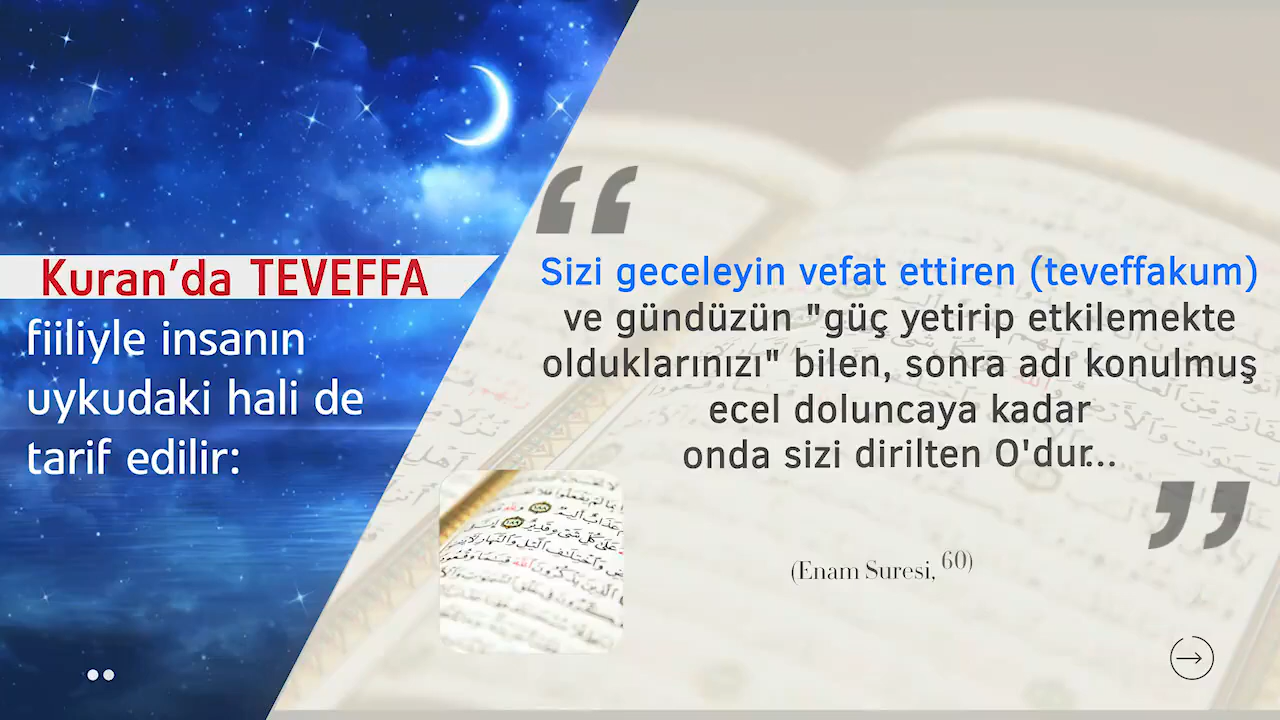 Kuran’da TEVEFFA
fiiliyle insanın
uykudaki hali de
tarif edilir:
“
Sizi geceleyin vefat ettiren (teveffakum)
ve gündüzün "güç yetirip etkilemekte
olduklarınızı" bilen, sonra adı konulmuş
ecel doluncaya kadar
onda sizi dirilten O'dur...
”
(Enam Suresi, 60)